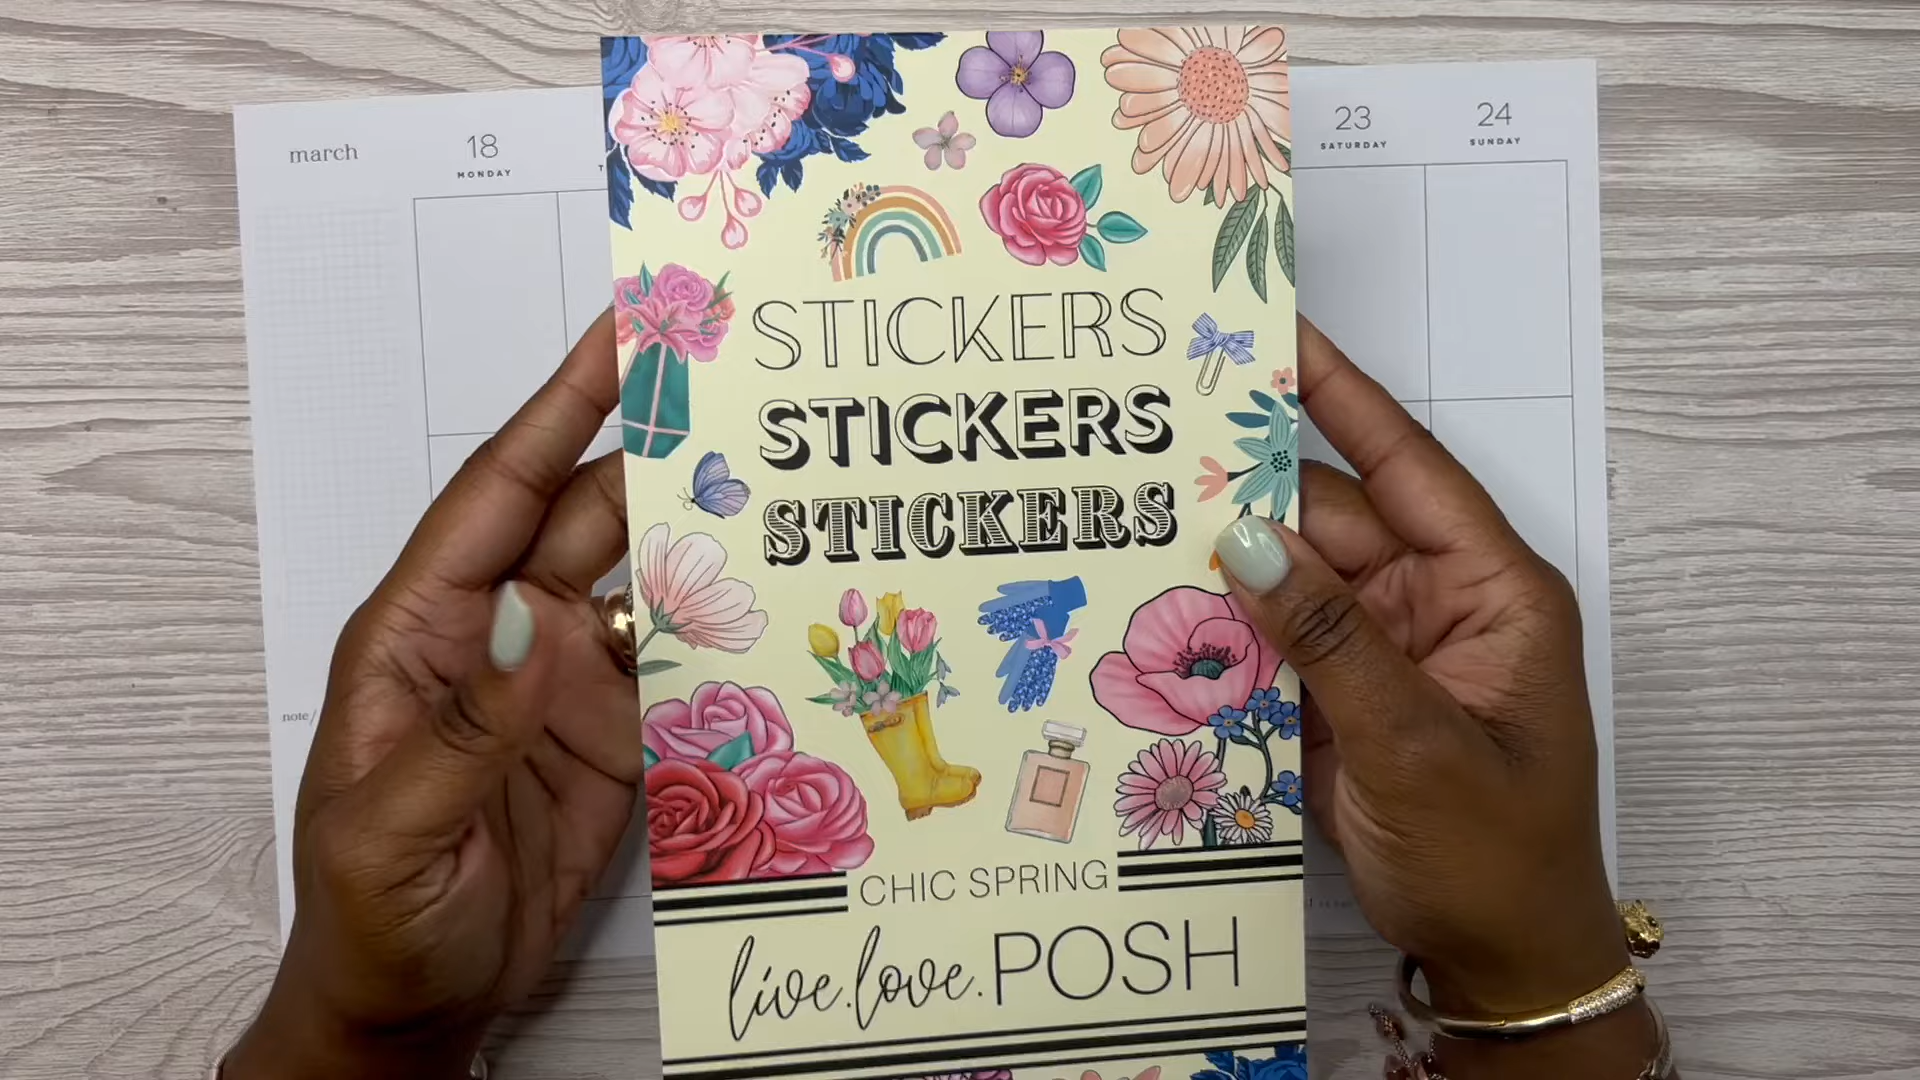 march
18
MONDAY
23
SATURDAY
24
SUNDAY
STICKERS
STICKERS
STICKERS
note/
CHIC SPRING
live.love.POSH